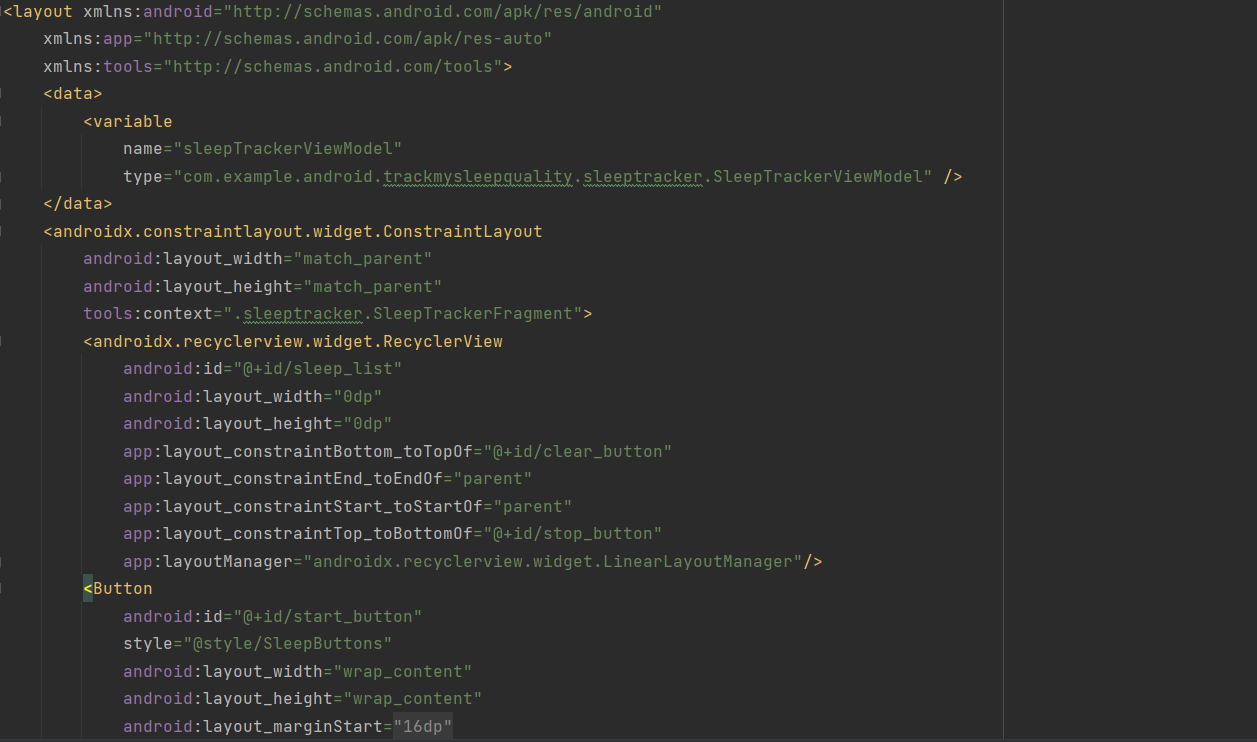 <layout xmlns:android="http://schemas.android.com/apk/res/android"
    xmlns:app="http://schemas.android.com/apk/res-auto"
    xmlns:tools="http://schemas.android.com/tools">
    <data>
        <variable
            name="sleepTrackerViewModel"
            type="com.example.android.trackmysleepquality.sleeptracker.SleepTrackerViewModel" />
    </data>
    <androidx.constraintlayout.widget.ConstraintLayout
        android:layout_width="match_parent"
        android:layout_height="match_parent"
        tools:context=".sleeptracker.SleepTrackerFragment">
        <androidx.recyclerview.widget.RecyclerView
            android:id="@+id/sleep_list"
            android:layout_width="0dp"
            android:layout_height="0dp"
            app:layout_constraintBottom_toTopOf="@+id/clear_button"
            app:layout_constraintEnd_toEndOf="parent"
            app:layout_constraintStart_toStartOf="parent"
            app:layout_constraintTop_toBottomOf="@+id/stop_button"
            app:layoutManager="androidx.recyclerview.widget.LinearLayoutManager"/>
        <Button
            android:id="@+id/start_button"
            style="@style/SleepButtons"
            android:layout_width="wrap_content"
            android:layout_height="wrap_content"
            android:layout_marginStart="16dp"